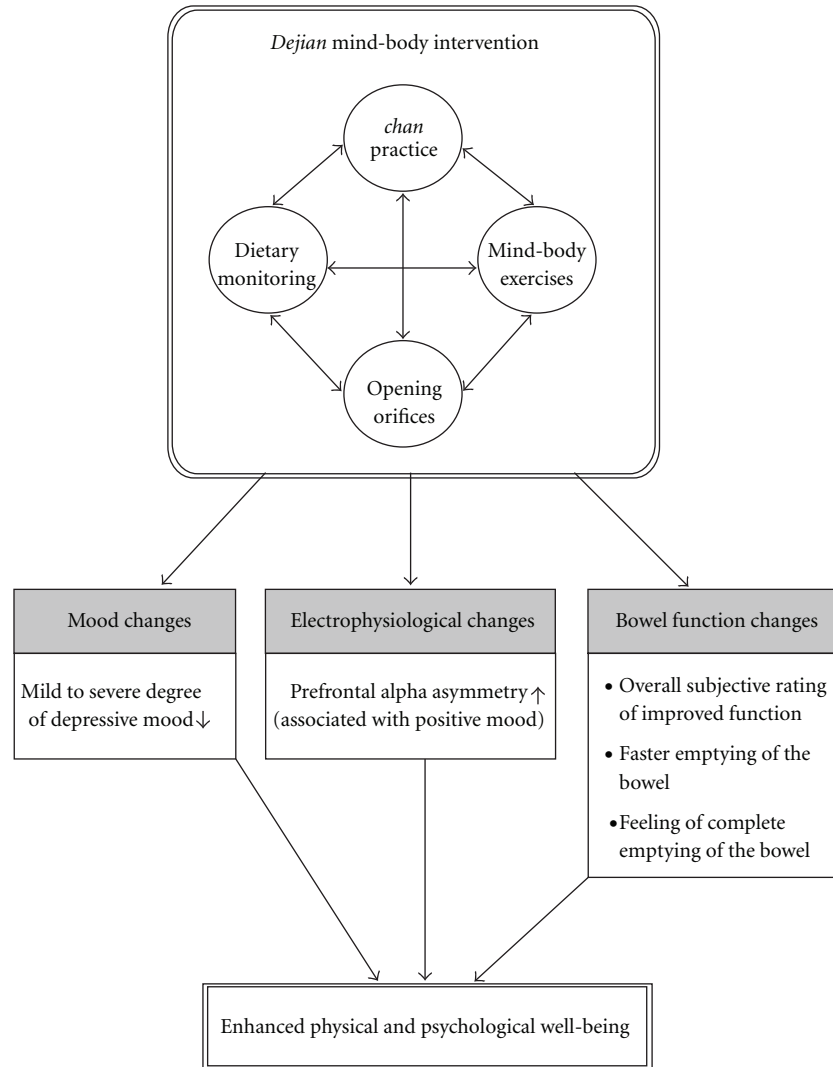 Dejian mind-body intervention
chan
practice
Dietary
monitoring
Mind-body
exercises
Opening
orifices
Mood changes
Mild to severe degree
of depressive mood ↓
Electrophysiological changes
Prefrontal alpha asymmetry ↑
(associated with positive mood)
Bowel function changes
• Overall subjective rating
of improved function
• Faster emptying of the
bowel
• Feeling of complete
emptying of the bowel
Enhanced physical and psychological well-being